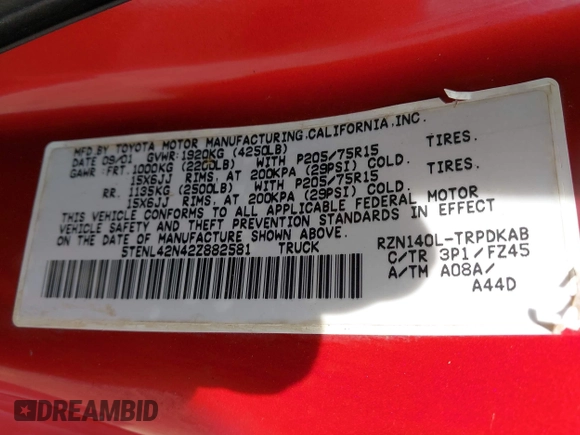 MFD.BY TOYOTA MOTOR MANUFACTURING.CALIFORNIA.INC.
DATE 09/01 GVWR:1920KG (4250LB)
GAWR:FRT.1000KG (2200LB) WITH P205/75R15 TIRES.
15X6JJ RIMS, AT 200KPA (29PSI) COLD.
RR. 1135KG (2500LB) WITH P205/75R15 TIRES.
15X6JJ RIMS, AT 200KPA (29PSI) COLD.
THIS VEHICLE CONFORMS TO ALL APPLICABLE FEDERAL MOTOR
VEHICLE SAFETY AND THEFT PREVENTION STANDARDS IN EFFECT
ON THE DATE OF MANUFACTURE SHOWN ABOVE.
5TENL42N42Z882581 TRUCK
RZN140L-TRPDKAB
C/TR 3P1/FZ45
A/TM A08A/
A44D
DREAMBID